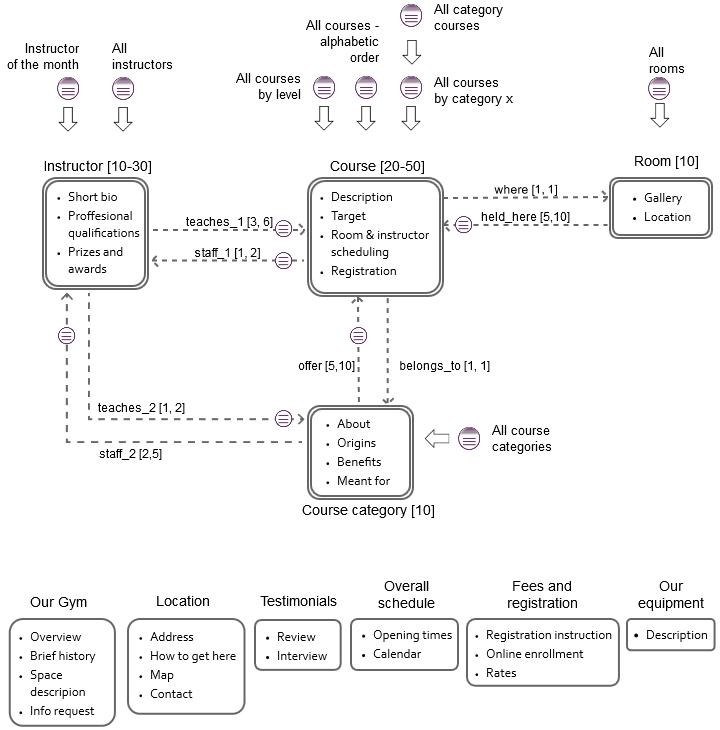 All category
courses
All courses -
alphabetic
order
Instructor
of the month
All
instructors
All courses
by level
All courses
by category x
All
rooms
Instructor [10-30]
Course [20-50]
Room [10]
• Short bio
• Proffesional
qualifications
• Prizes and
awards
teaches_1 [3, 6]
staff_1 [1, 2]
• Description
• Target
• Room & instructor
scheduling
• Registration
where [1, 1]
held_here [5,10]
• Gallery
• Location
offer [5,10]
belongs_to [1, 1]
teaches_2 [1, 2]
staff_2 [2,5]
• About
• Origins
• Benefits
• Meant for
All course
categories
Course category [10]
Our Gym
• Overview
• Brief history
• Space
descripion
• Info request
Location
• Address
• How to get here
• Map
• Contact
Testimonials
• Review
• Interview
Overall
schedule
• Opening times
• Calendar
Fees and
registration
• Registration instruction
• Online enrollment
• Rates
Our
equipment
• Description